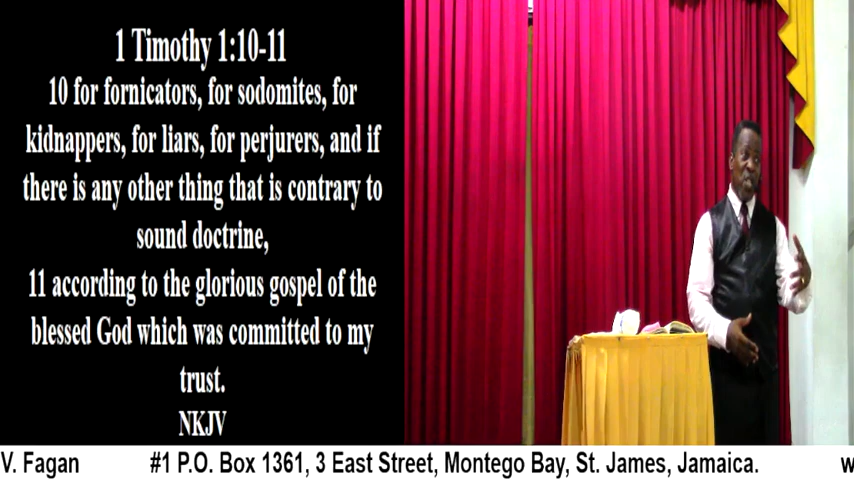 1 Timothy 1:10-11
10 for fornicators, for sodomites, for
kidnappers, for liars, for perjurers, and if
there is any other thing that is contrary to
sound doctrine,
11 according to the glorious gospel of the
blessed God which was committed to my
trust.
NKJV
V. Fagan #1 P.O. Box 1361, 3 East Street, Montego Bay, St. James, Jamaica. w